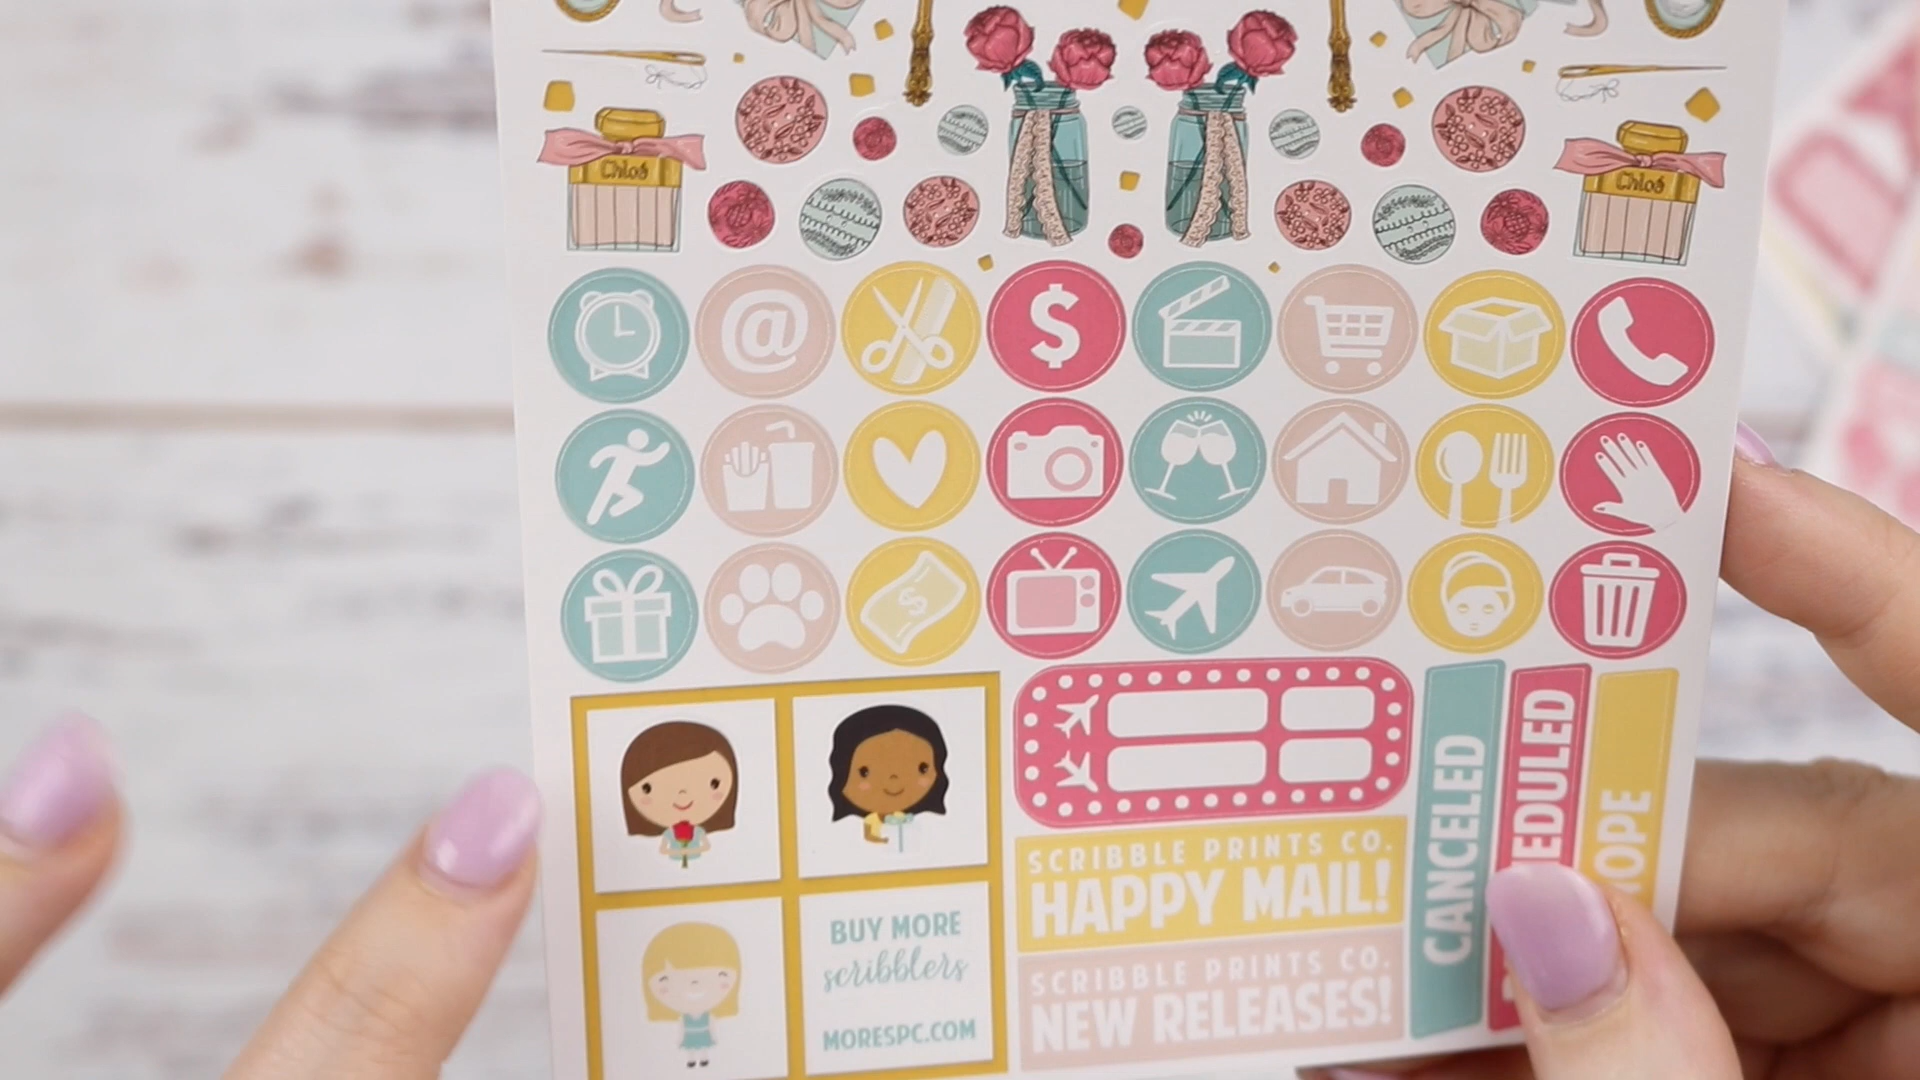 Chloé
Chloé
@
$
$
BUY MORE
scribblers
MORESPC.COM
SCRIBBLE PRINTS CO.
HAPPY MAIL!
SCRIBBLE PRINTS CO.
NEW RELEASES!
CANCELED